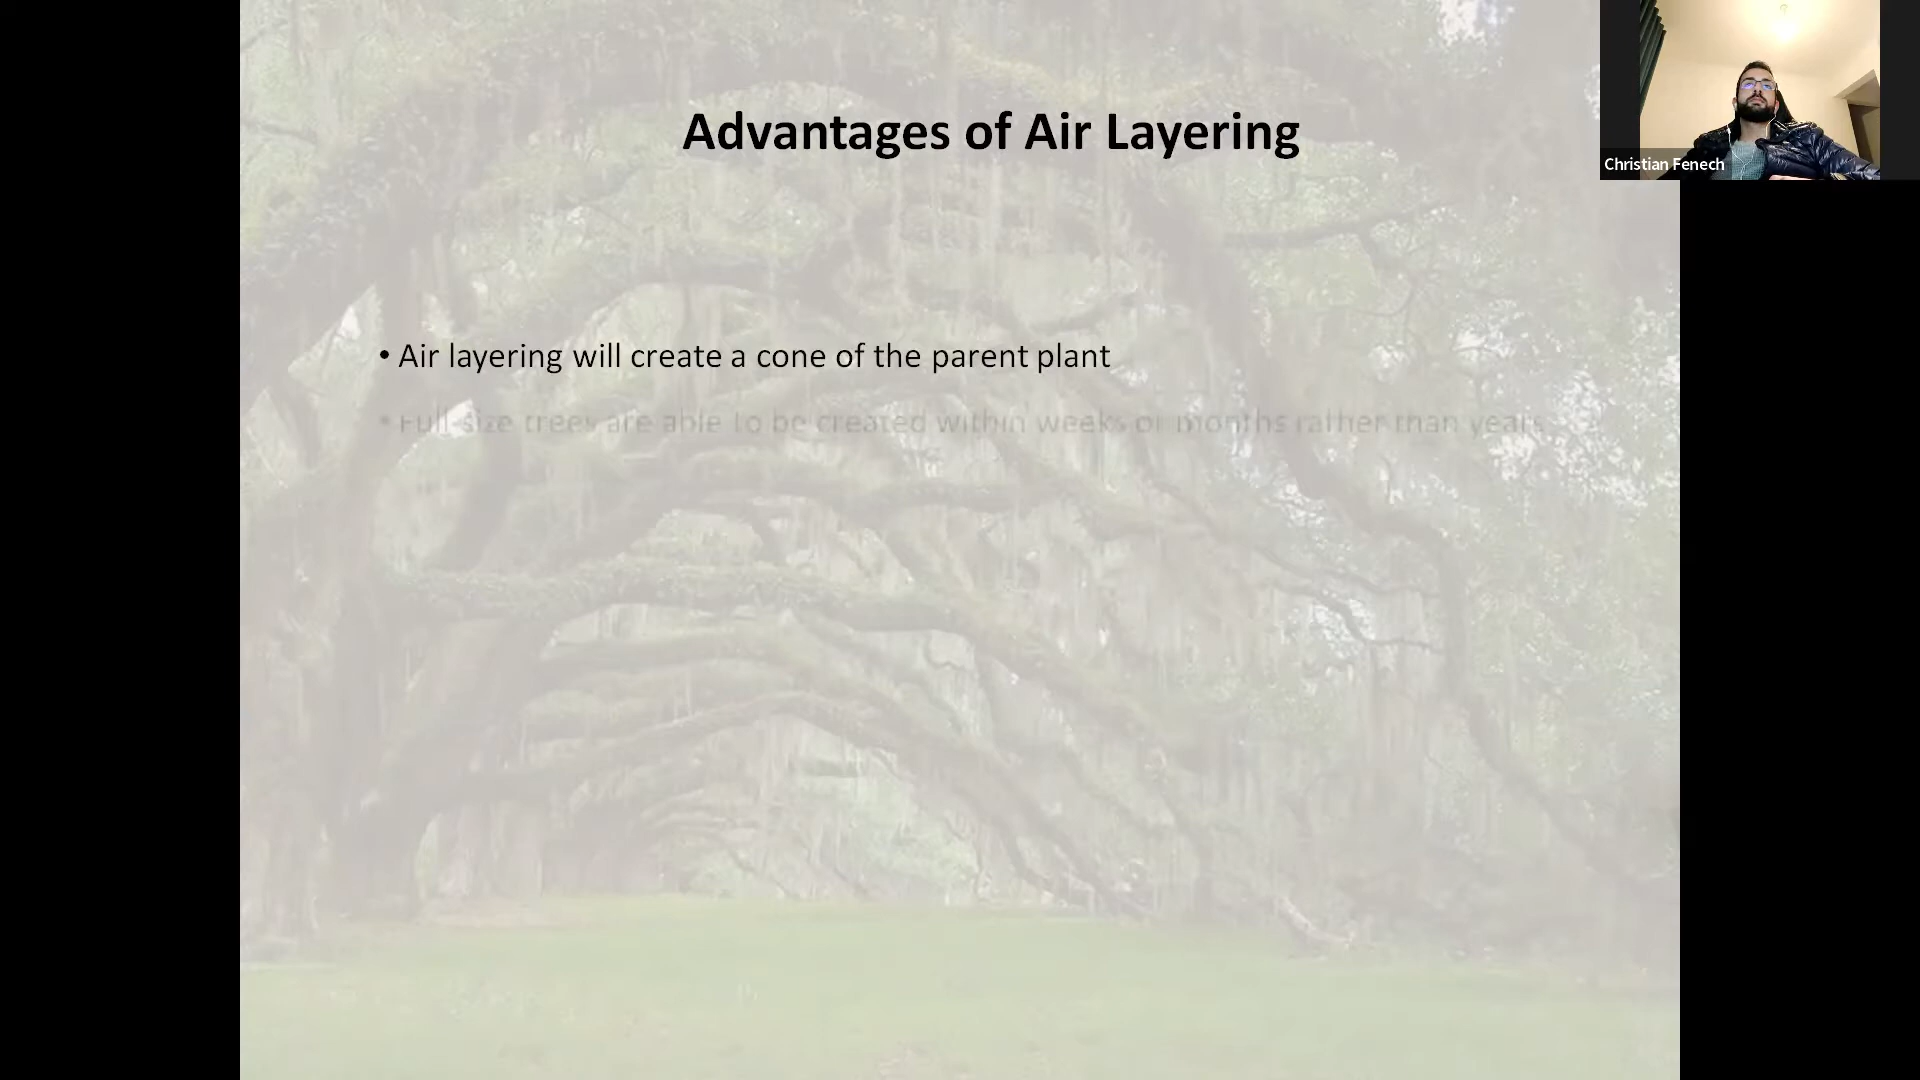 Advantages of Air Layering
Christian Fenech
• Air layering will create a cone of the parent plant
• Full size trees are able to be created within weeks or months rather than years